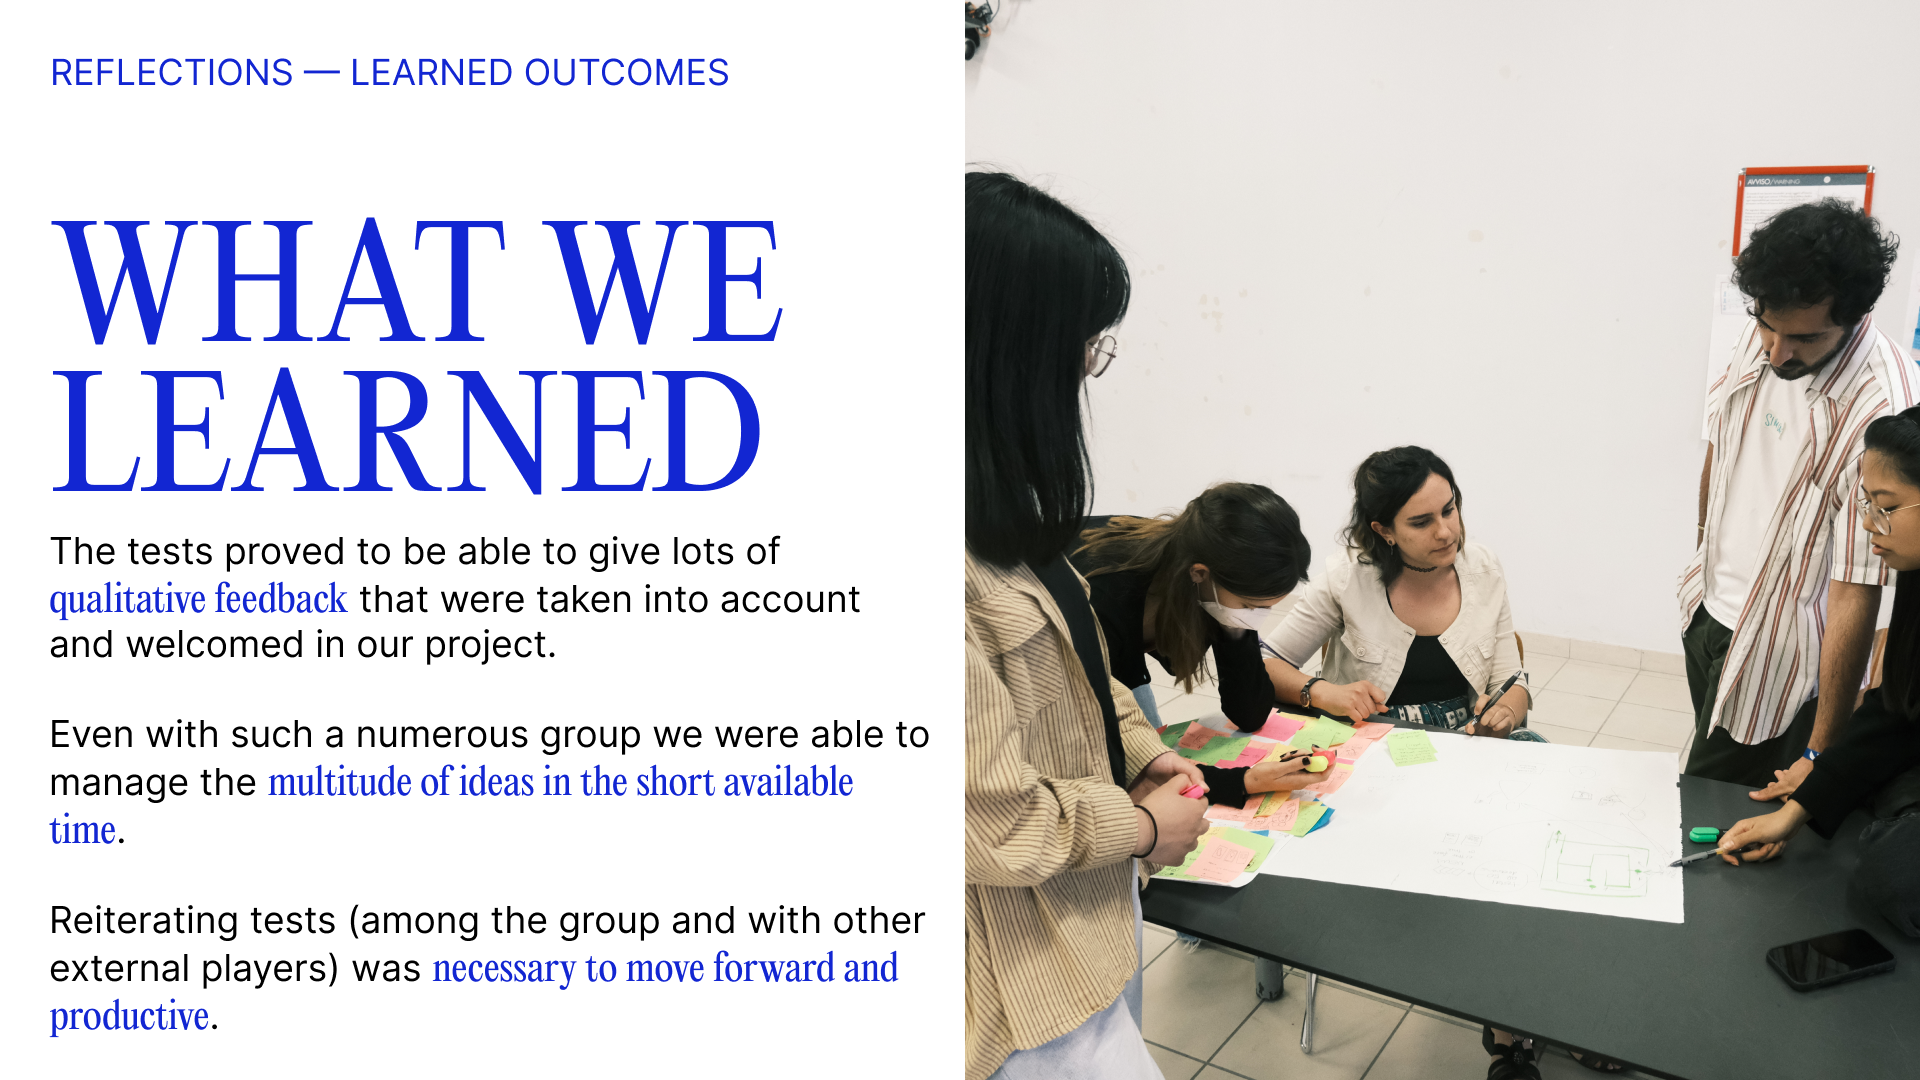 REFLECTIONS — LEARNED OUTCOMES
WHAT WE
LEARNED
The tests proved to be able to give lots of
qualitative feedback that were taken into account
and welcomed in our project.
Even with such a numerous group we were able to
manage the multitude of ideas in the short available
time.
Reiterating tests (among the group and with other
external players) was necessary to move forward and
productive.
AVVISO/WARNING